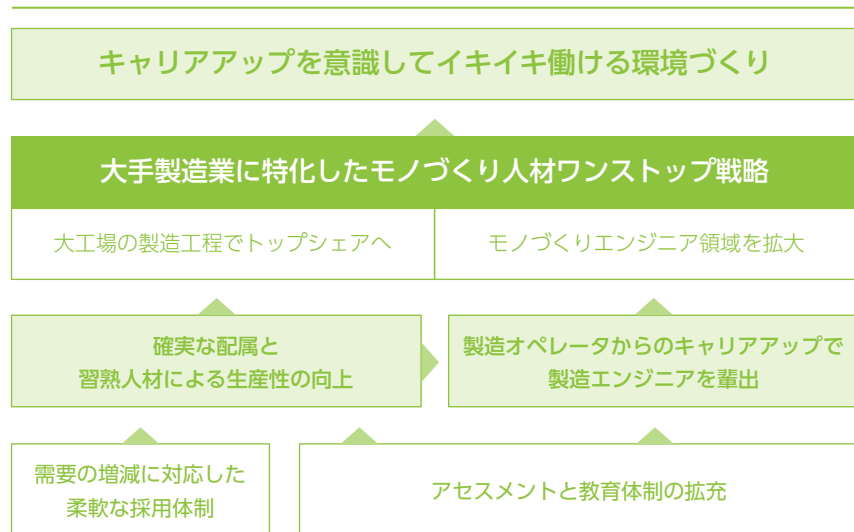 キャリアアップを意識してイキイキ働ける環境づくり
大手製造業に特化したモノづくり人材ワンストップ戦略
大工場の製造工程でトップシェアへ
モノづくりエンジニア領域を拡大
確実な配属と
習熟人材による生産性の向上
製造オペレータからのキャリアアップで
製造エンジニアを輩出
需要の増減に対応した
柔軟な採用体制
アセスメントと教育体制の拡充